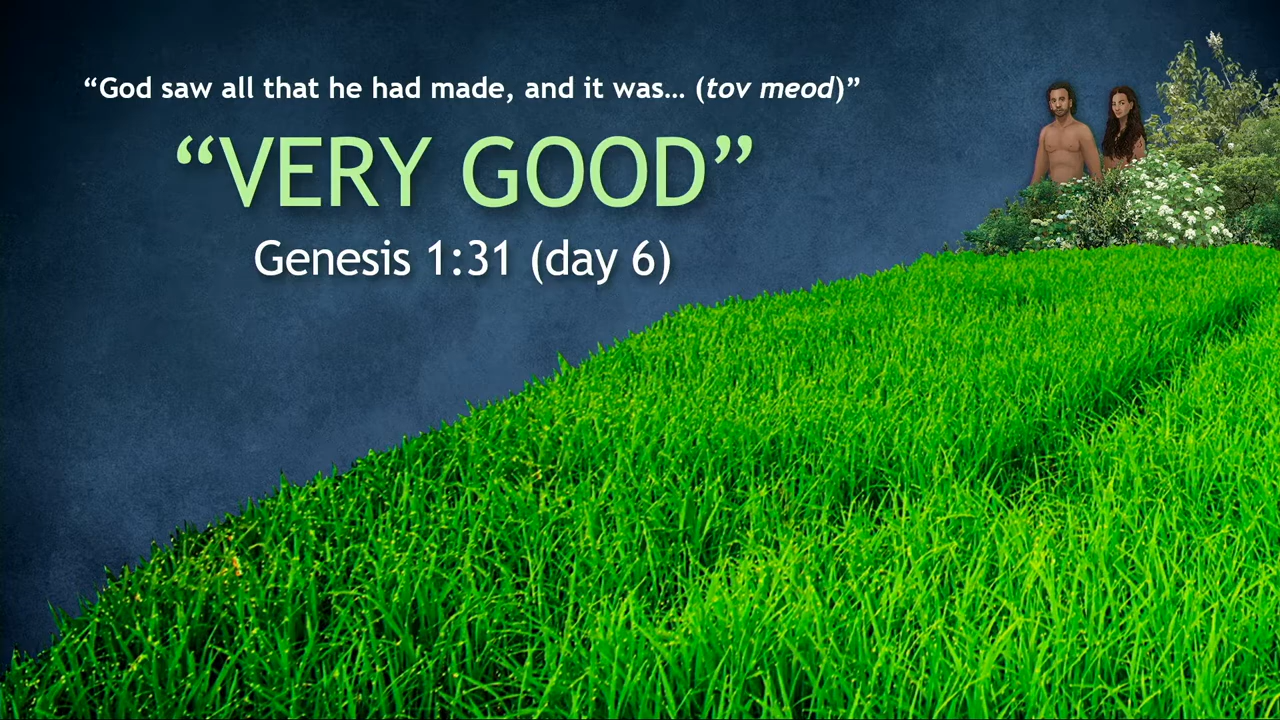 “God saw all that he had made, and it was... (tov meod)”
“VERY GOOD”
Genesis 1:31 (day 6)